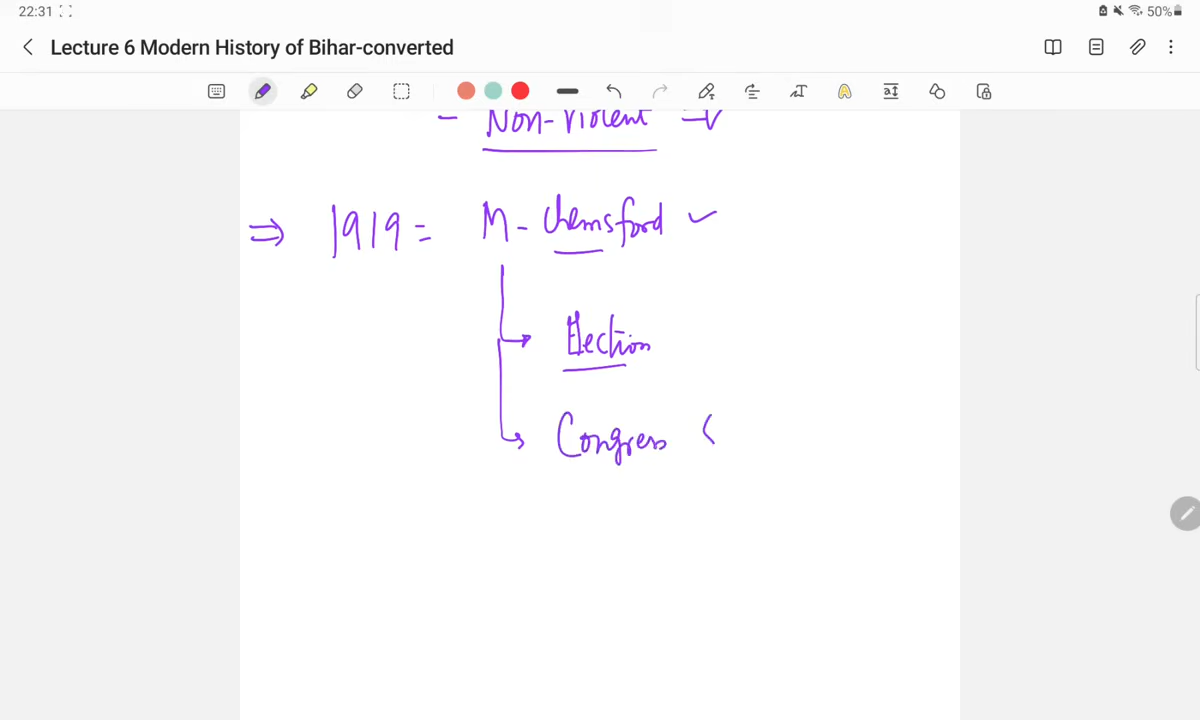 22:31 50%
Lecture 6 Modern History of Bihar-converted
- Non-Violent
⇒ 1919 = M- Chemsford ✓
Election
Congress (